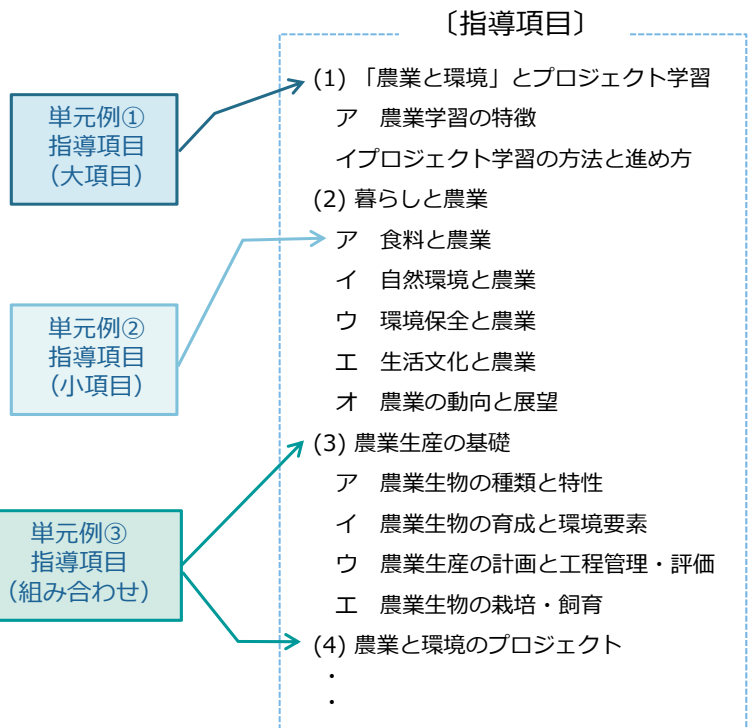 〔指導項目〕
単元例①
指導項目
（大項目）
単元例②
指導項目
（小項目）
単元例③
指導項目
（組み合わせ）
(1) 「農業と環境」とプロジェクト学習
ア　農業学習の特徴
イプロジェクト学習の方法と進め方
(2) 暮らしと農業
ア　食料と農業
イ　自然環境と農業
ウ　環境保全と農業
エ　生活文化と農業
オ　農業の動向と展望
(3) 農業生産の基礎
ア　農業生物の種類と特性
イ　農業生物の育成と環境要素
ウ　農業生産の計画と工程管理・評価
エ　農業生物の栽培・飼育
(4) 農業と環境のプロジェクト
・
・